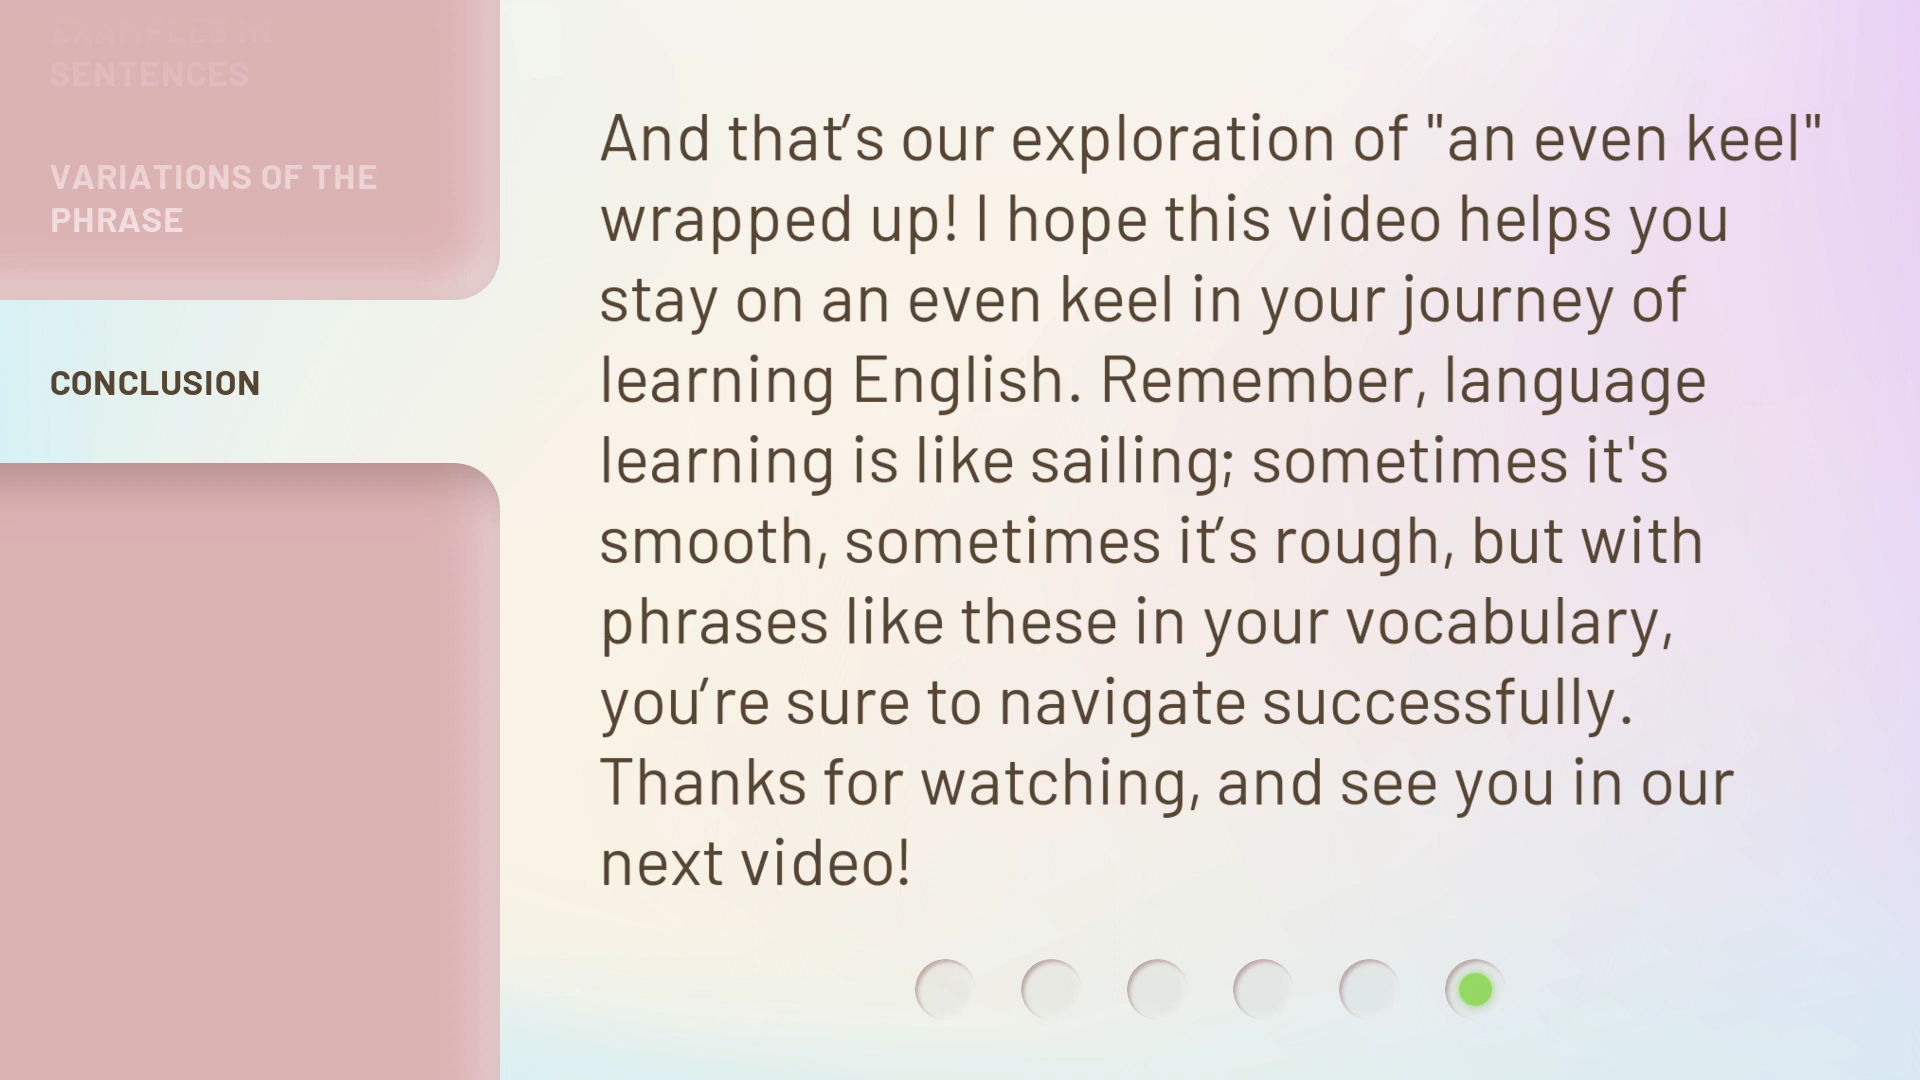 EXAMPLES IN
SENTENCES
VARIATIONS OF THE
PHRASE
CONCLUSION
And that’s our exploration of "an even keel"
wrapped up! I hope this video helps you
stay on an even keel in your journey of
learning English. Remember, language
learning is like sailing; sometimes it's
smooth, sometimes it’s rough, but with
phrases like these in your vocabulary,
you’re sure to navigate successfully.
Thanks for watching, and see you in our
next video!